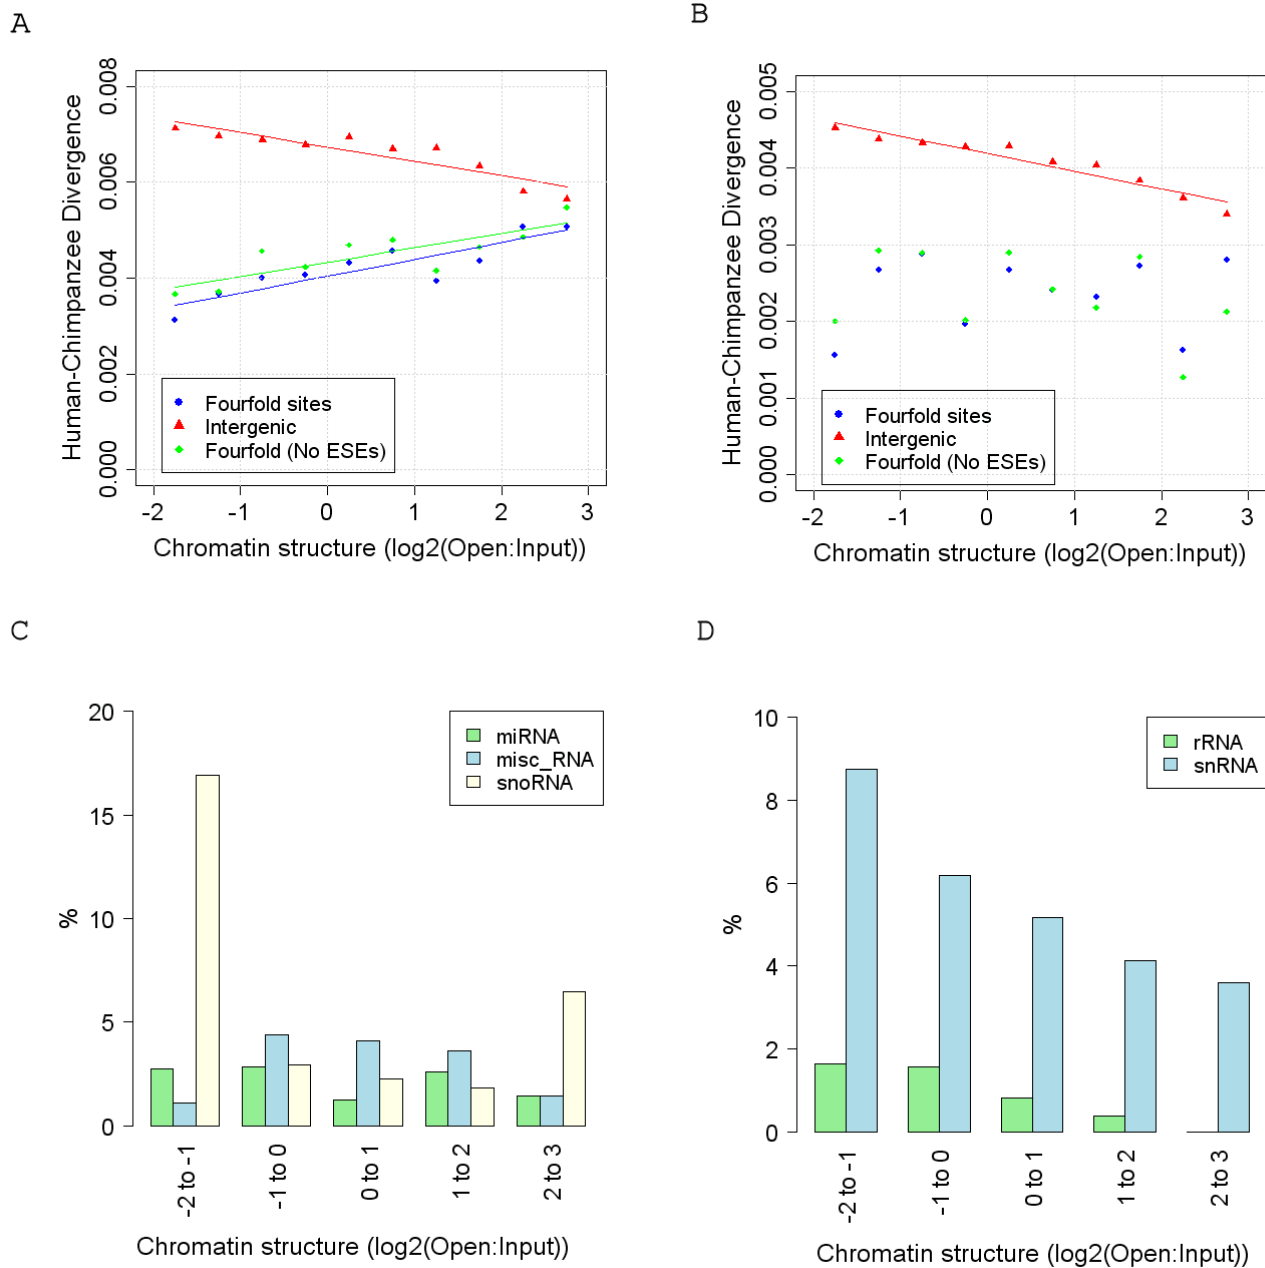 A
Human-Chimpanzee Divergence
0.008
0.006
0.004
0.002
0.000
Fourfold sites
Intergenic
Fourfold (No ESEs)
-2 -1 0 1 2 3
Chromatin structure (log2(Open:Input))
B
Human-Chimpanzee Divergence
0.005
0.004
0.003
0.002
0.001
0.000
Fourfold sites
Intergenic
Fourfold (No ESEs)
-2 -1 0 1 2 3
Chromatin structure (log2(Open:Input))
C
%
20
15
10
5
0
miRNA
misc_RNA
snoRNA
-2 to -1
-1 to 0
0 to 1
1 to 2
2 to 3
Chromatin structure (log2(Open:Input))
D
%
10
8
6
4
2
0
rRNA
snRNA
-2 to -1
-1 to 0
0 to 1
1 to 2
2 to 3
Chromatin structure (log2(Open:Input))